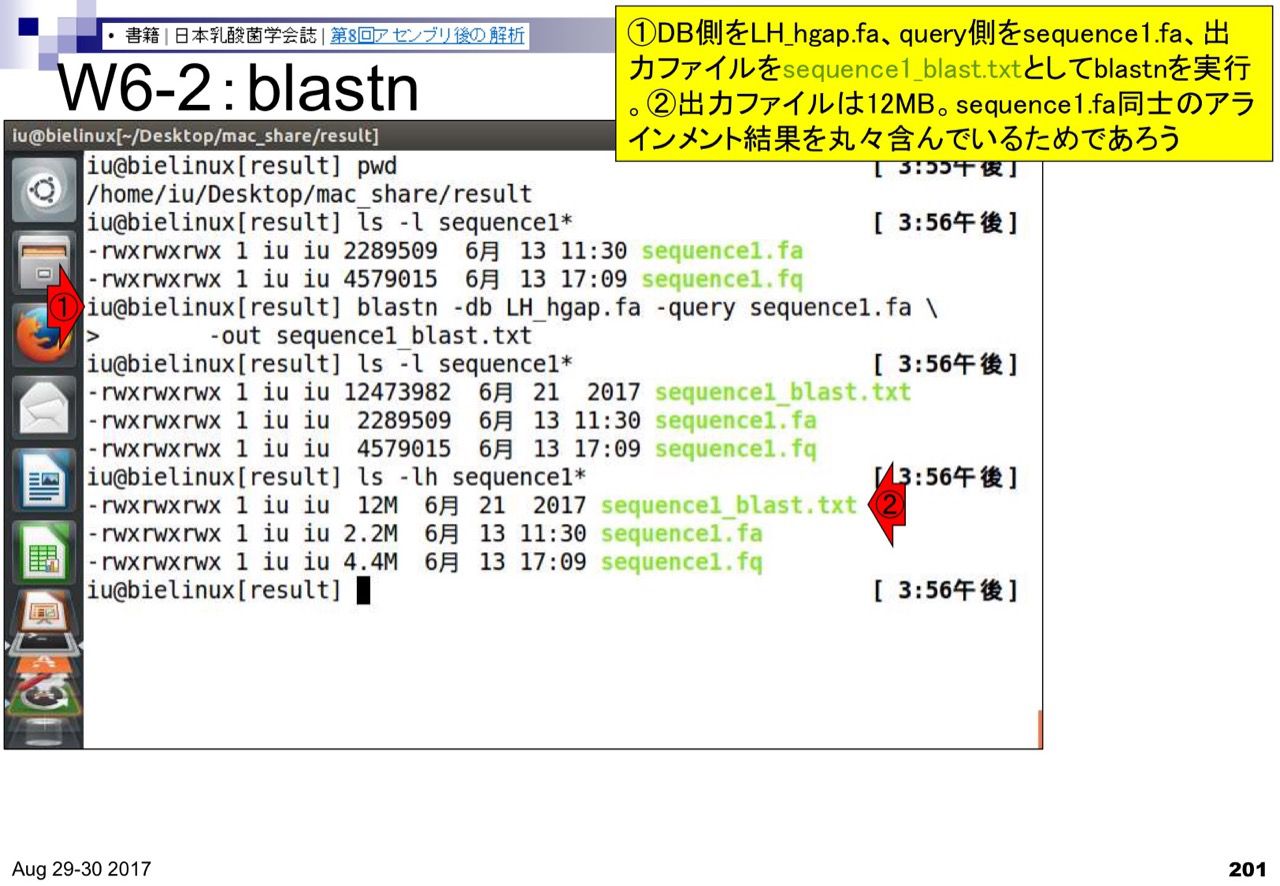 • 書籍 | 日本乳酸菌学会誌 | 第8回アセンブリ後の解析
W6-2：blastn
①DB側をLH_hgap.fa、query側をsequence1.fa、出
力ファイルをsequence1_blast.txtとしてblastnを実行
。②出力ファイルは12MB。sequence1.fa同士のアラ
インメント結果を丸々含んでいるためであろう
iu@bielinux[~/Desktop/mac_share/result]
iu@bielinux[result] pwd [ 3:55午後]
/home/iu/Desktop/mac_share/result
iu@bielinux[result] ls -l sequence1* [ 3:56午後]
-rwxrwxrwx 1 iu iu 2289509 6月 13 11:30 sequence1.fa
-rwxrwxrwx 1 iu iu 4579015 6月 13 17:09 sequence1.fq
① iu@bielinux[result] blastn -db LH_hgap.fa -query sequence1.fa \
> -out sequence1_blast.txt
iu@bielinux[result] ls -l sequence1* [ 3:56午後]
-rwxrwxrwx 1 iu iu 12473982 6月 21 2017 sequence1_blast.txt
-rwxrwxrwx 1 iu iu 2289509 6月 13 11:30 sequence1.fa
-rwxrwxrwx 1 iu iu 4579015 6月 13 17:09 sequence1.fq
iu@bielinux[result] ls -lh sequence1* [ 3:56午後]
-rwxrwxrwx 1 iu iu 12M 6月 21 2017 sequence1_blast.txt ②
-rwxrwxrwx 1 iu iu 2.2M 6月 13 11:30 sequence1.fa
-rwxrwxrwx 1 iu iu 4.4M 6月 13 17:09 sequence1.fq
iu@bielinux[result] [ 3:56午後]
Aug 29-30 2017
201